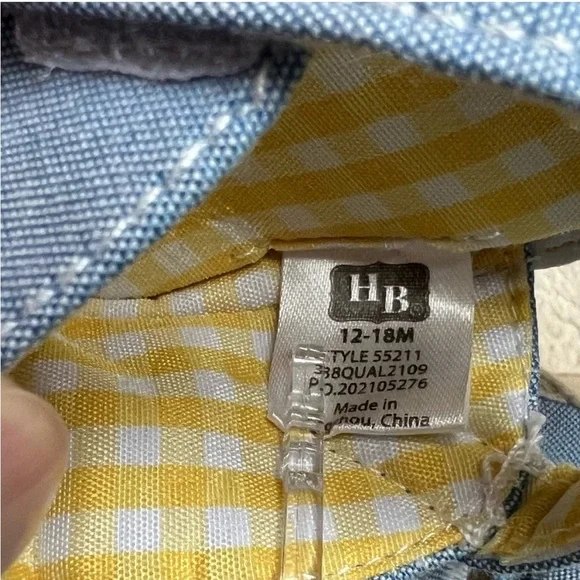 HB
12-18M
STYLE 55211
38QUAL2109
P.O.202105276
Made in
China